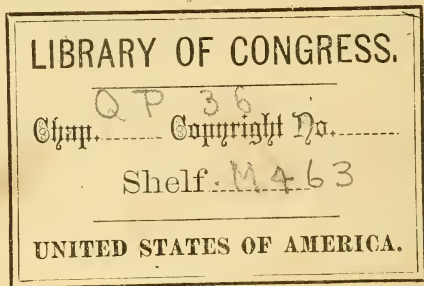 LIBRARY OF CONGRESS.
Chap. QP 36 Copyright No.
Shelf. M463
UNITED STATES OF AMERICA.